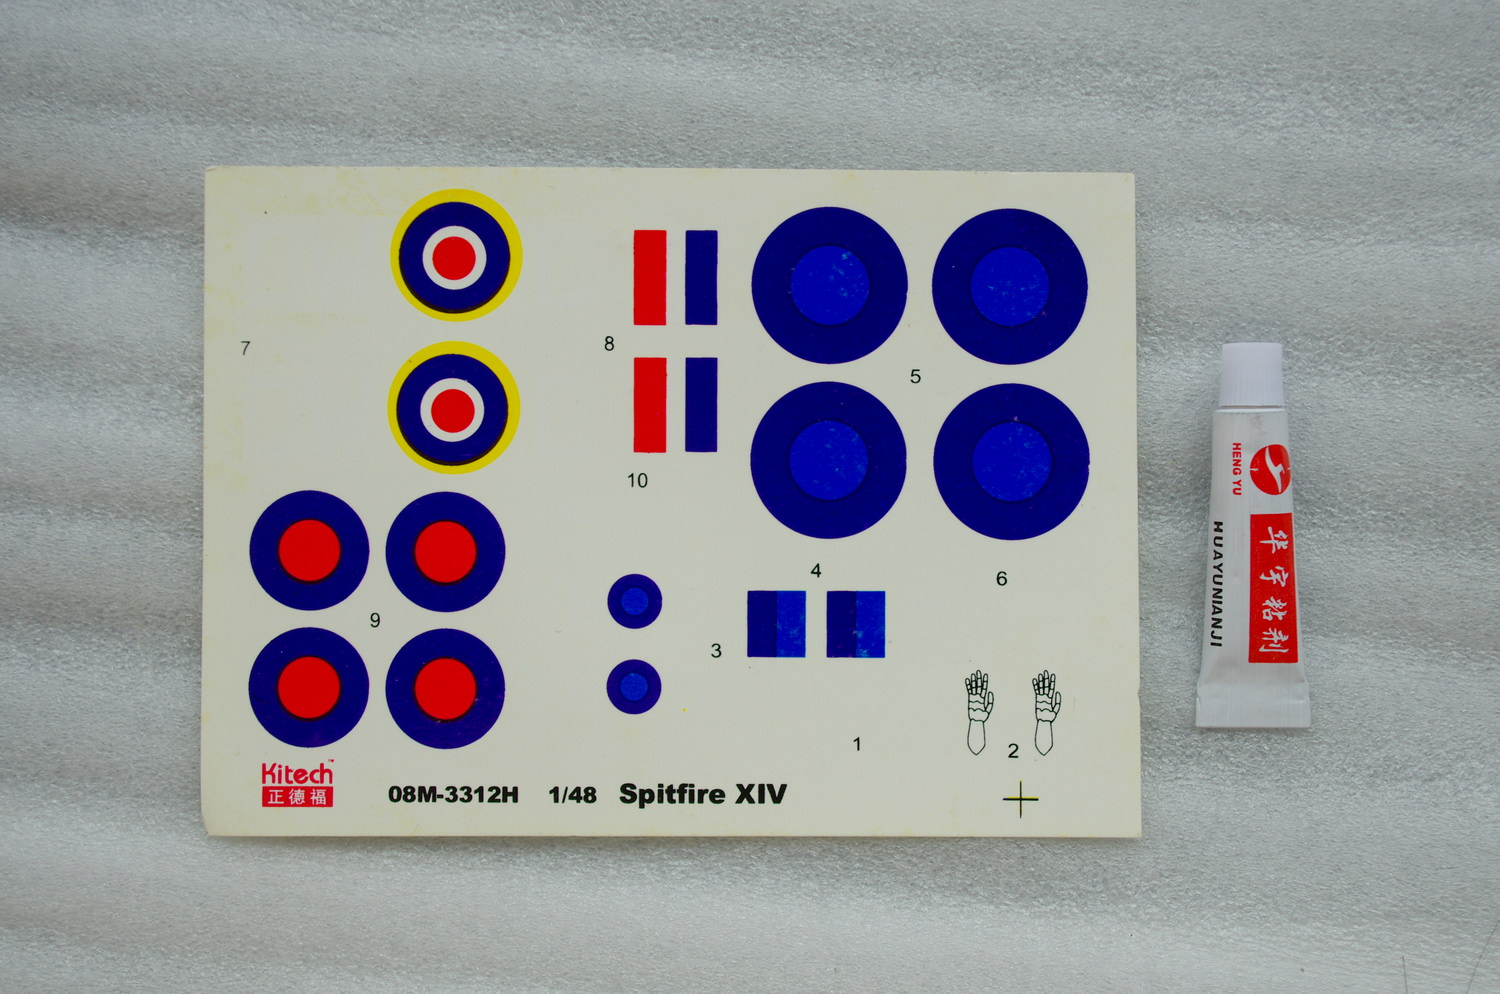 7
8
5
10
4
6
9
3
1
2
Kitech™
正德福
08M-3312H 1/48 Spitfire XIV
HENG YU
华宇粘剂
HUAYUNIANJI